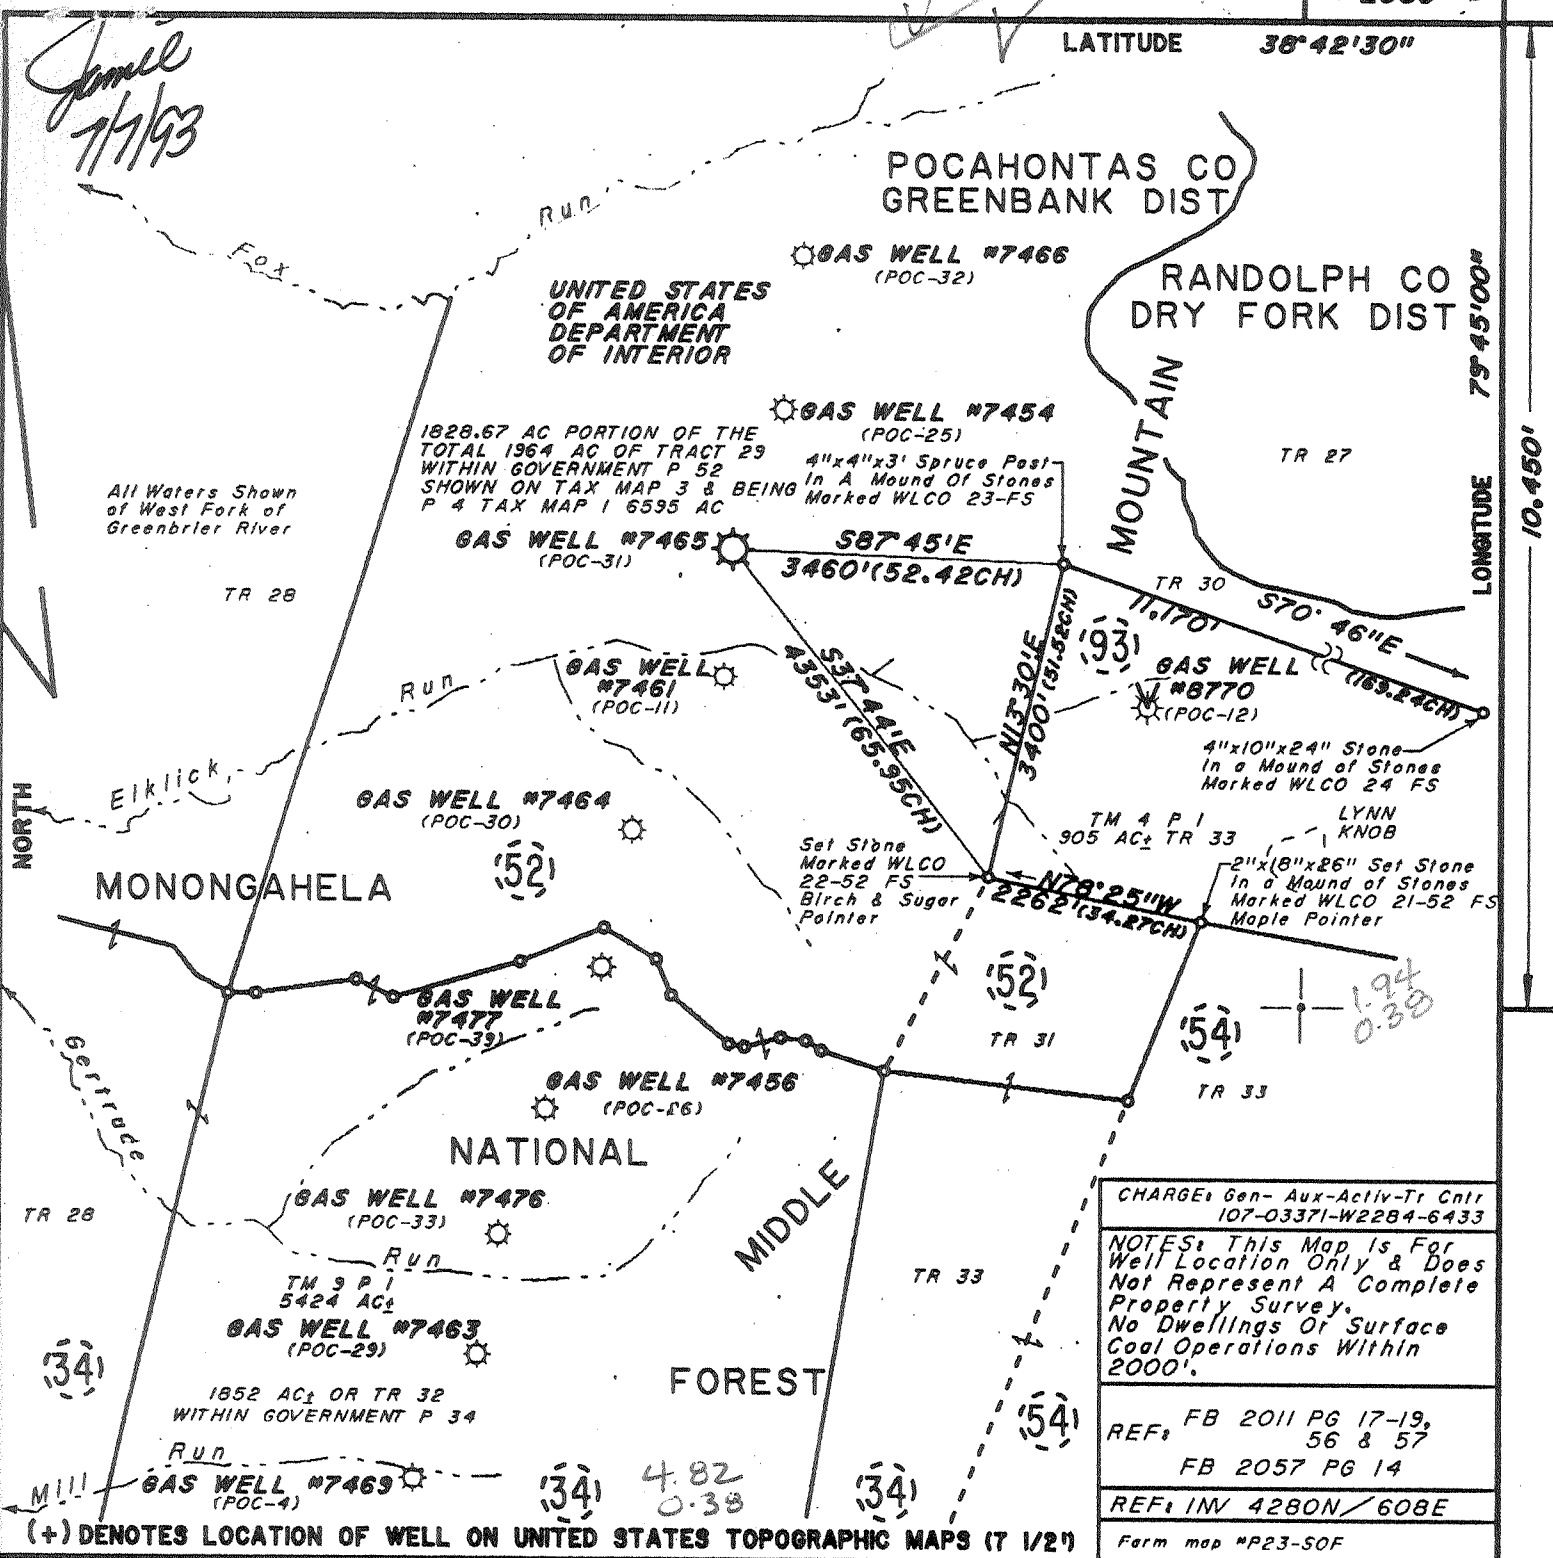 LATITUDE 38°42'30"
7/7/93
POCAHONTAS CO
GREENBANK DIST
Run
Fox
GAS WELL #7466
(POC-32)
UNITED STATES
OF AMERICA
DEPARTMENT
OF INTERIOR
RANDOLPH CO
DRY FORK DIST
LONGITUDE 79°45'00"
10,450'
MOUNTAIN
GAS WELL #7454
(POC-25)
1828.67 AC PORTION OF THE
TOTAL 1964 AC OF TRACT 29
WITHIN GOVERNMENT P 52
SHOWN ON TAX MAP 3 & BEING
P 4 TAX MAP 1 6595 AC
4"x4"x3' Spruce Post
In A Mound Of Stones
Marked WLCO 23-FS
TR 27
All Waters Shown
of West Fork of
Greenbrier River
GAS WELL #7465
(POC-31)
S87°45'E
3460'(52.42CH)
TR 28
TR 30
11,170'
S70° 46"E
(169.24CH)
(93)
N13°30'E
3400'(51.52CH)
S37°44'E
4353'(65.95CH)
GAS WELL
#7461
(POC-11)
GAS WELL
#8770
(POC-12)
Run
Elklick
4"x10"x24" Stone
In a Mound of Stones
Marked WLCO 24 FS
NORTH
GAS WELL #7464
(POC-30)
TM 4 P 1
905 AC± TR 33
LYNN
KNOB
(52)
Set Stone
Marked WLCO
22-52 FS
Birch & Sugar
Pointer
2"x18"x26" Set Stone
In a Mound of Stones
Marked WLCO 21-52 FS
Maple Pointer
MONONGAHELA
N78°25"W
2262'(34.27CH)
(52)
1.94
0.38
GAS WELL
#7477
(POC-39)
TR 31
(54)
TR 33
Gertrude
GAS WELL #7456
(POC-26)
NATIONAL
MIDDLE
GAS WELL #7476
(POC-33)
TR 28
Run
TM 9 P 1
5424 AC±
TR 33
GAS WELL #7463
(POC-29)
(34)
FOREST
1852 AC± OR TR 32
WITHIN GOVERNMENT P 34
(54)
Run
Mill
GAS WELL #7469
(POC-4)
(34)
4.82
0.38
(34)
CHARGE: Gen- Aux-Activ-Tr Cntr
107-03371-W2284-6433
NOTES: This Map Is For
Well Location Only & Does
Not Represent A Complete
Property Survey.
No Dwellings Or Surface
Coal Operations Within
2000'.
REF: FB 2011 PG 17-19,
56 & 57
FB 2057 PG 14
REF: INV 4280N/608E
Farm map #P23-SOF
(+) DENOTES LOCATION OF WELL ON UNITED STATES TOPOGRAPHIC MAPS (7 1/2")